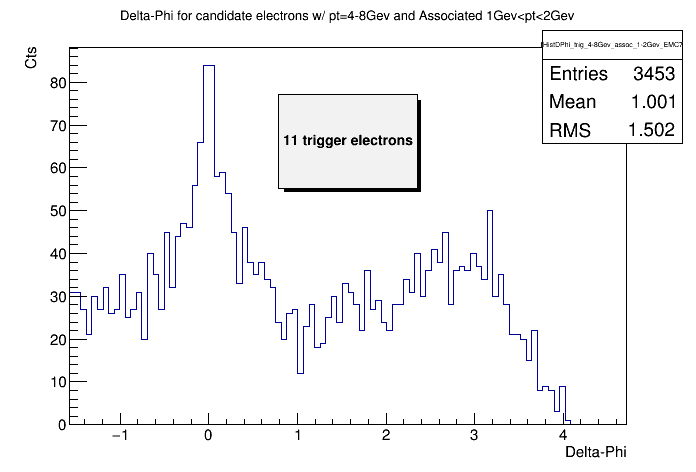 Delta-Phi for candidate electrons w/ pt=4-8Gev and Associated 1Gev<pt<2Gev
HistDPhi_trig_4-8Gev_assoc_1-2Gev_EMC7
Entries 3453
Mean 1.001
RMS 1.502
Cts
11 trigger electrons
80
70
60
50
40
30
20
10
0
−1 0 1 2 3 4
Delta-Phi